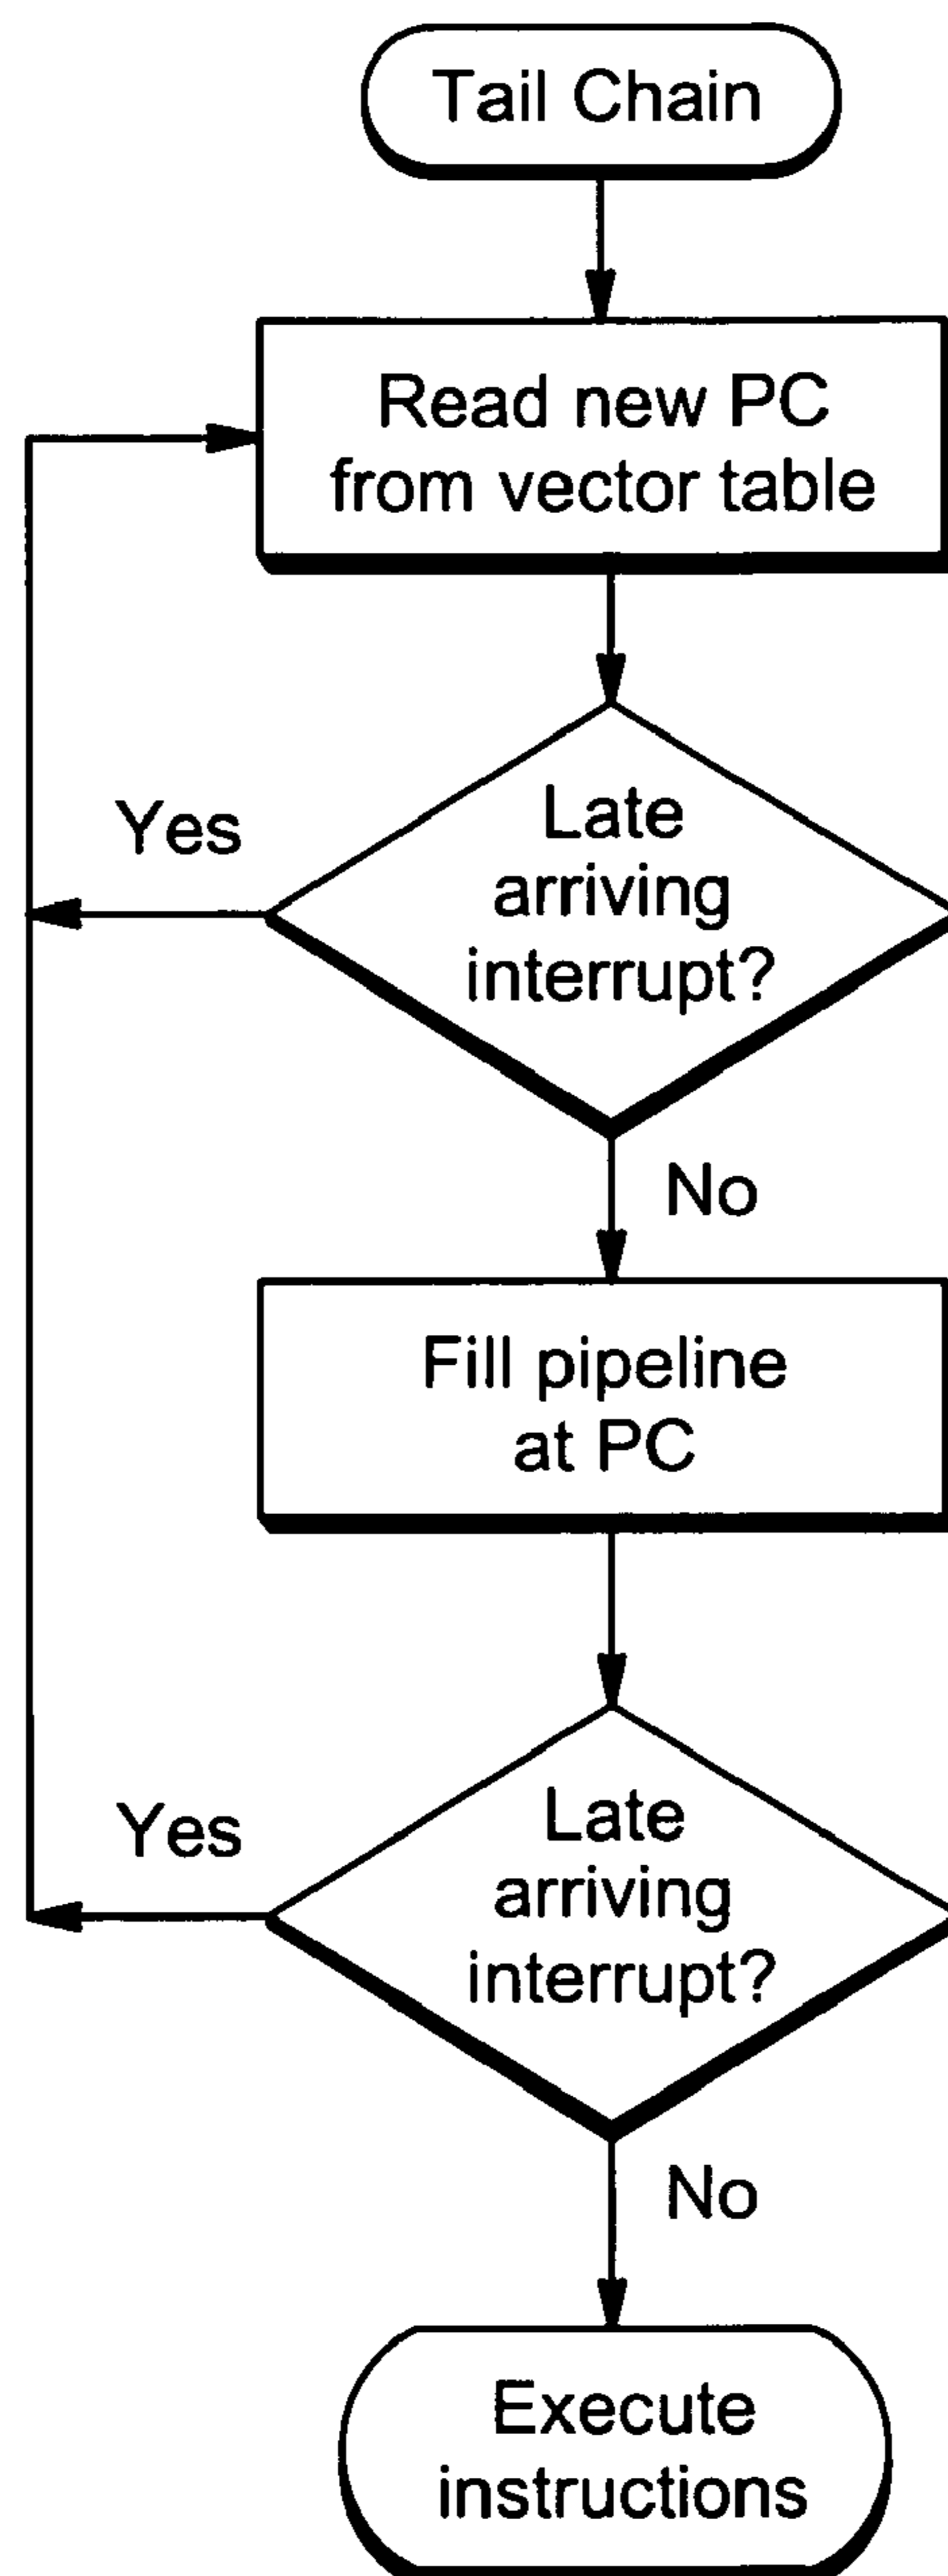 Tail Chain
Read new PC
from vector table
Yes
Late
arriving
interrupt?
No
Fill pipeline
at PC
Yes
Late
arriving
interrupt?
No
Execute
instructions